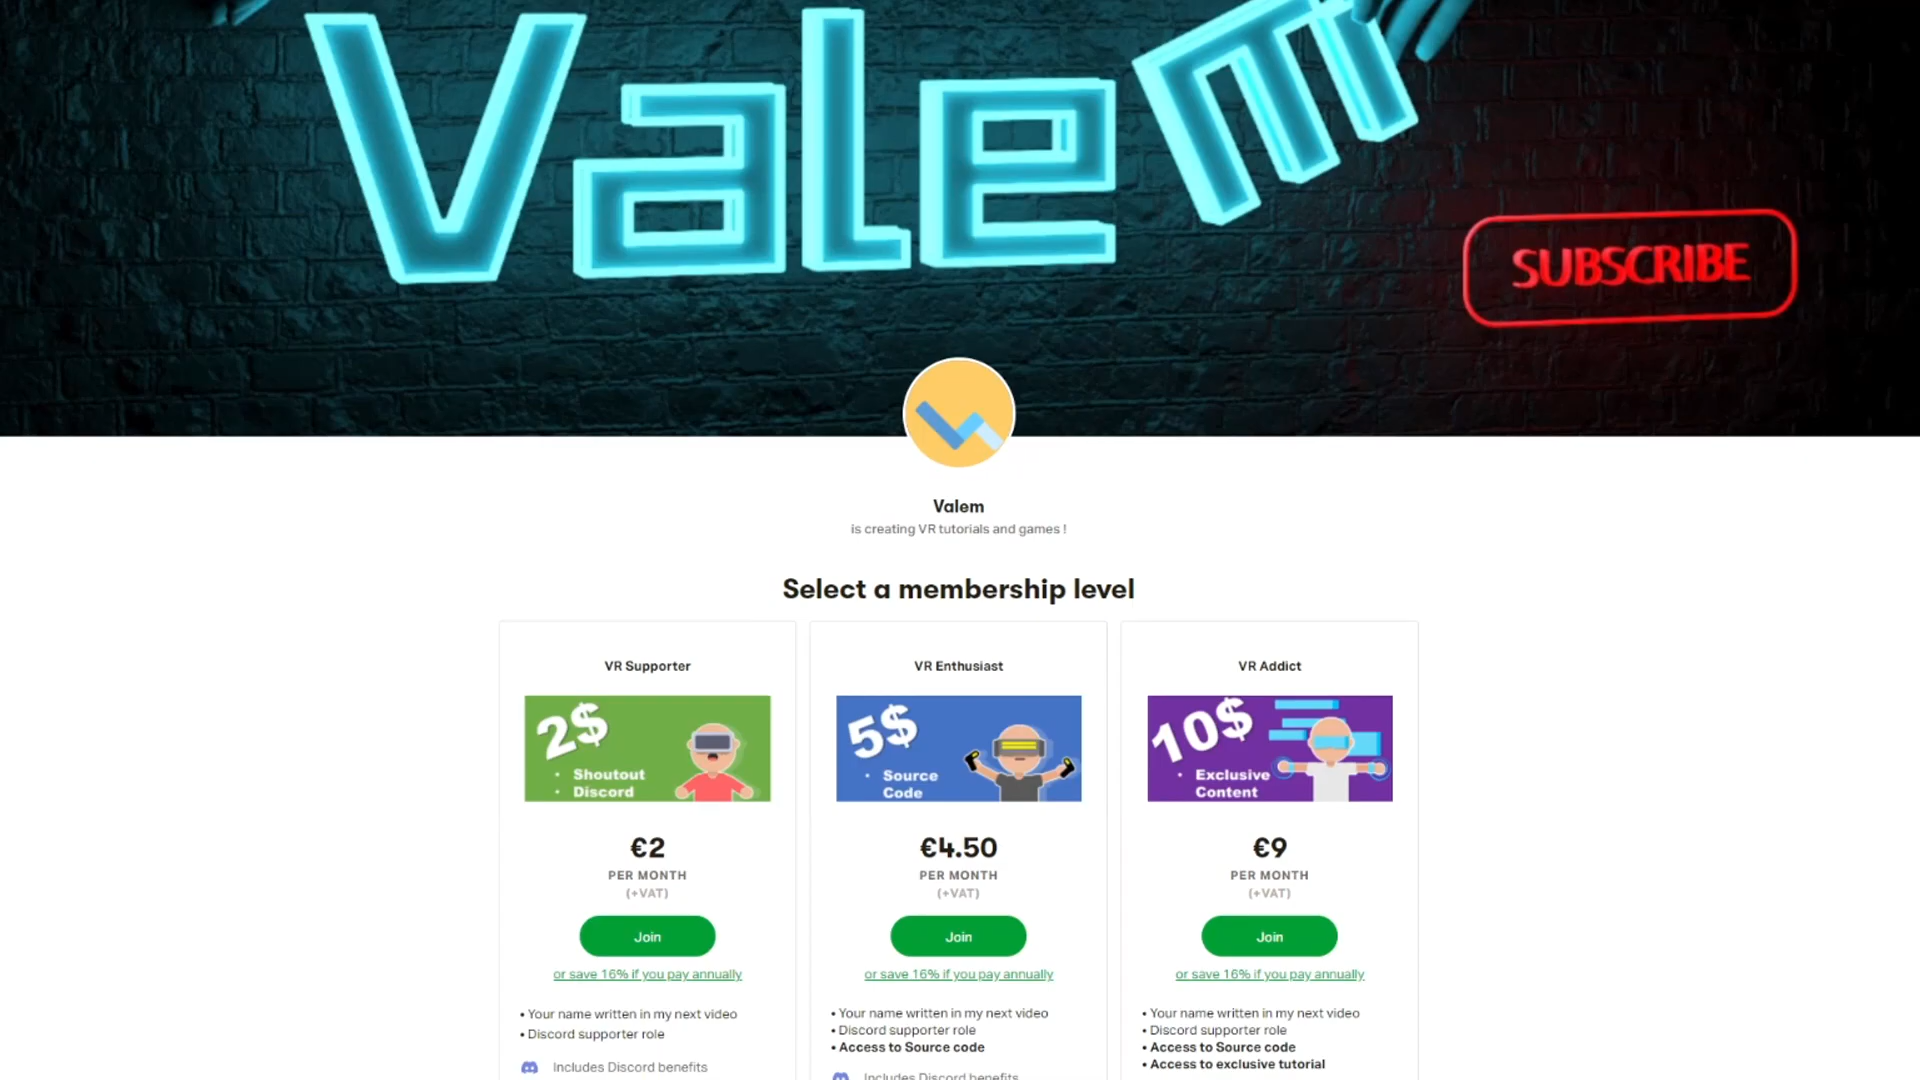 Valem
SUBSCRIBE
Valem
is creating VR tutorials and games !
Select a membership level
VR Supporter
2$
• Shoutout
• Discord
€2
PER MONTH
(+VAT)
Join
or save 16% if you pay annually
• Your name written in my next video
• Discord supporter role
Includes Discord benefits
VR Enthusiast
5$
• Source
Code
€4.50
PER MONTH
(+VAT)
Join
or save 16% if you pay annually
• Your name written in my next video
• Discord supporter role
• Access to Source code
Includes Discord benefits
VR Addict
10$
• Exclusive
Content
€9
PER MONTH
(+VAT)
Join
or save 16% if you pay annually
• Your name written in my next video
• Discord supporter role
• Access to Source code
• Access to exclusive tutorial